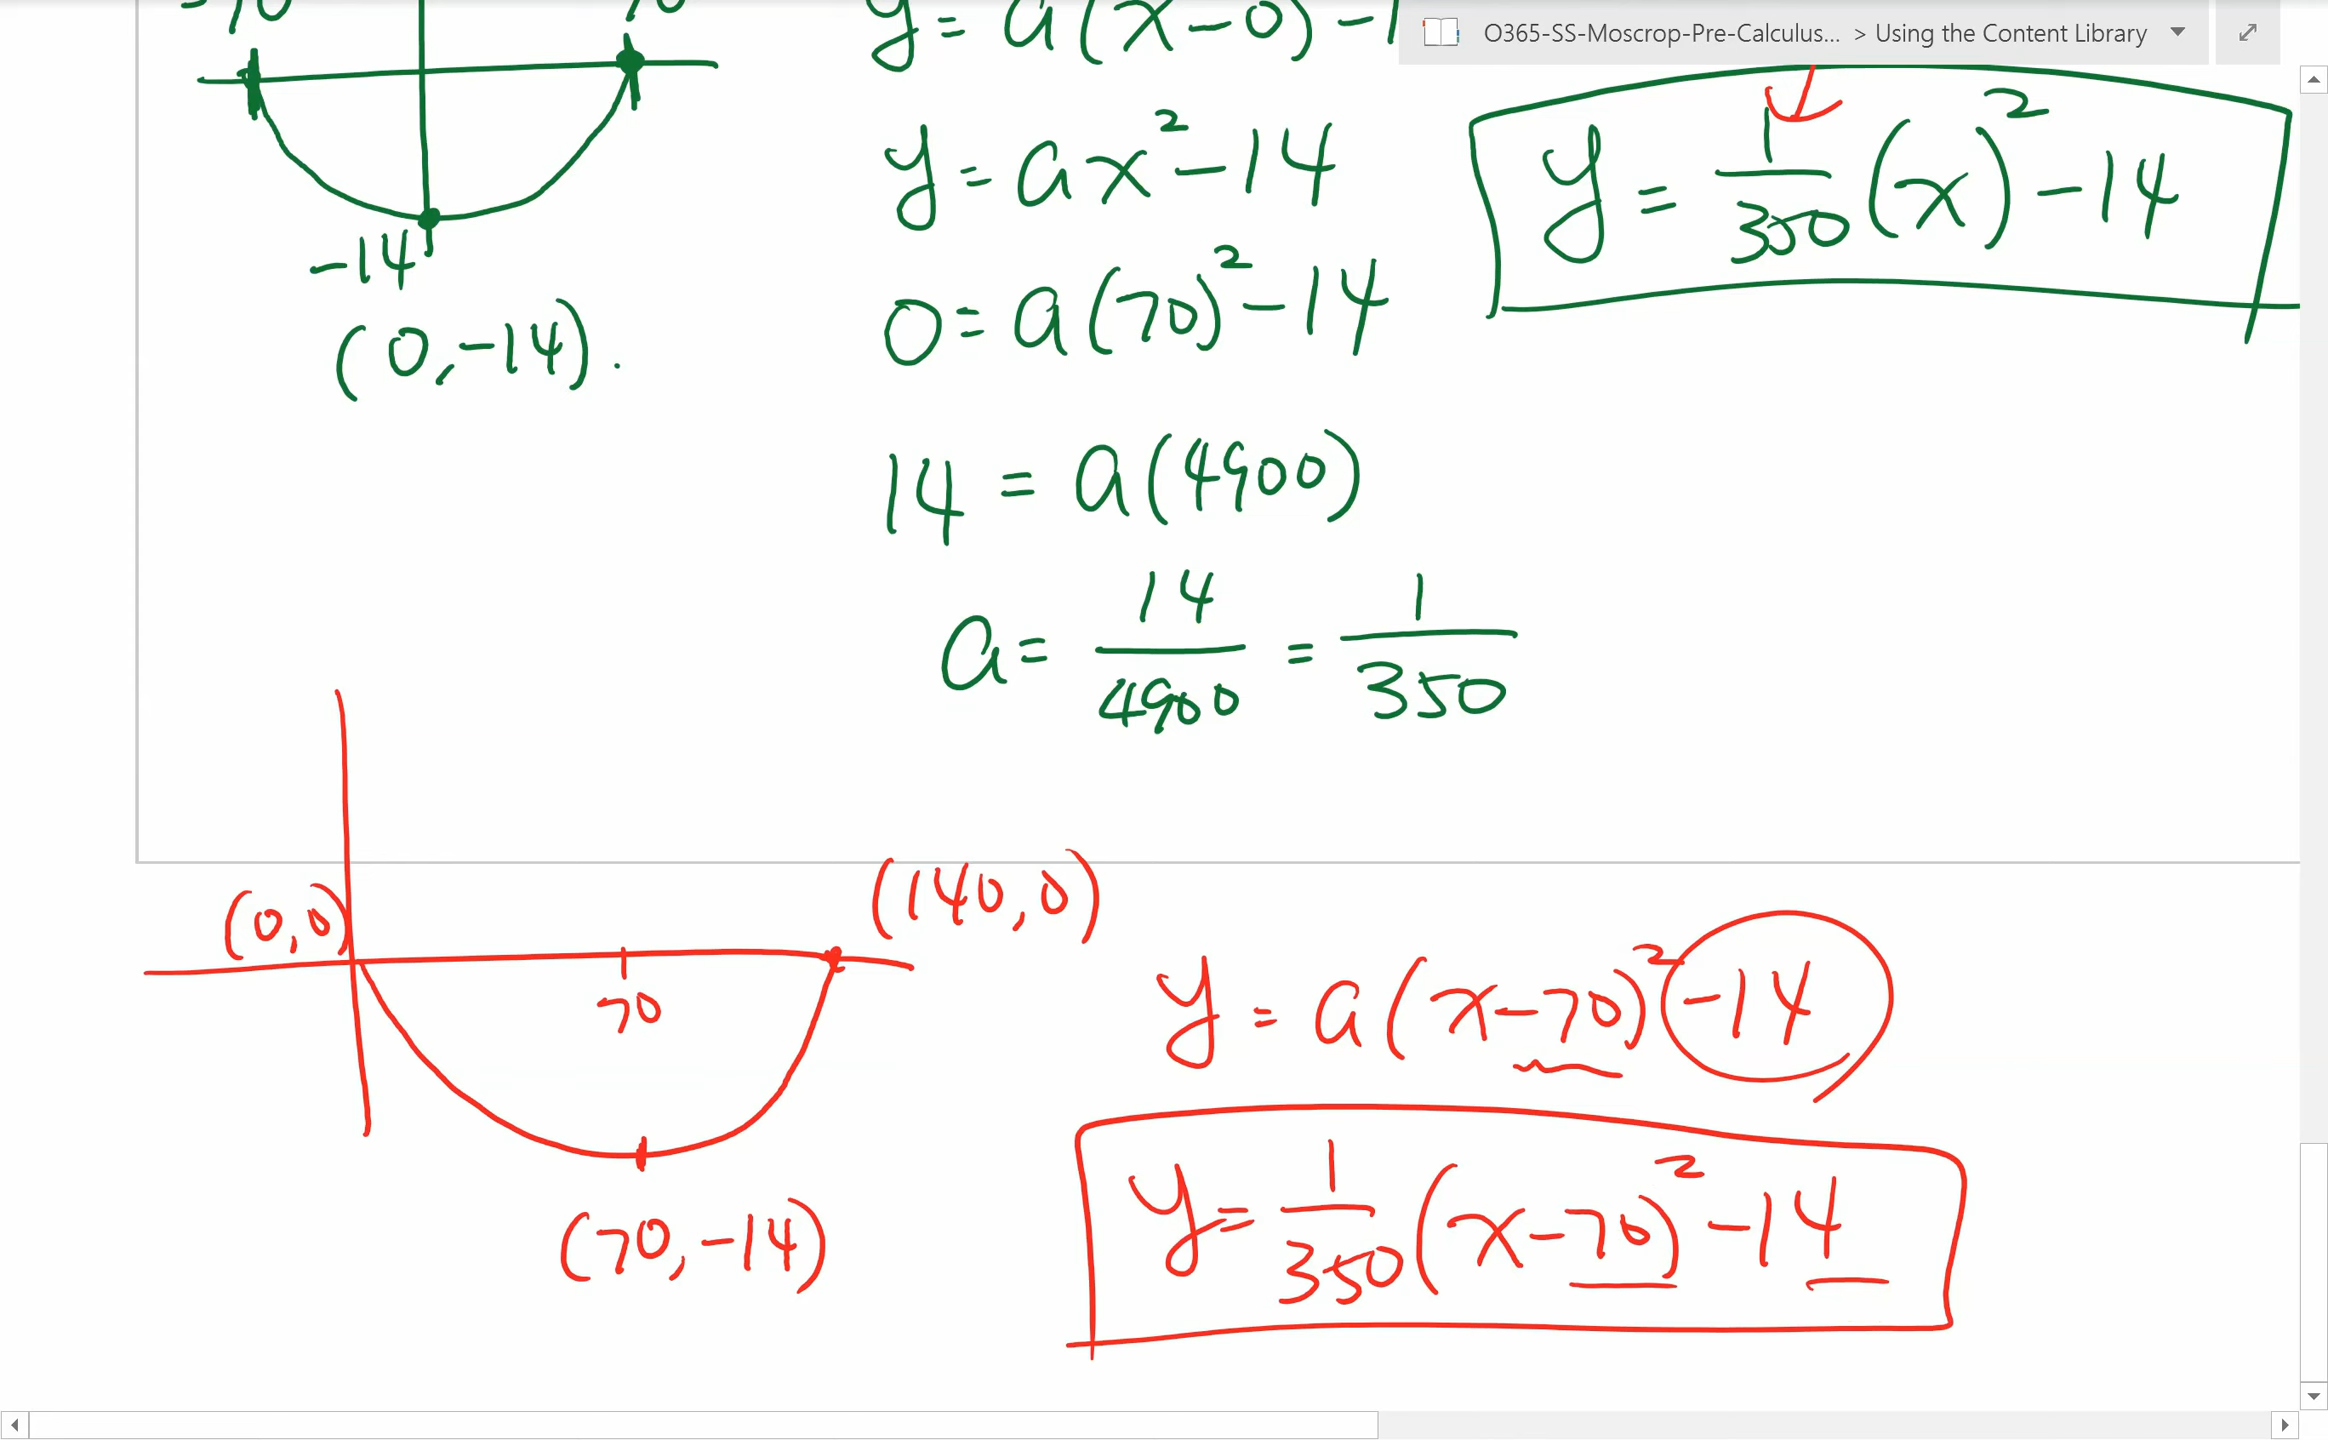 O365-SS-Moscrop-Pre-Calculus... > Using the Content Library
-70
70
-14
(0,-14).
y=a(x-0)-1
y=ax²-14
0=a(70)²-14
14=a(4900)
a=14/4900=1/350
y=1/350(x)²-14
(0,0)
(140,0)
70
(70,-14)
y=a(x-70)²-14
y=1/350(x-70)²-14